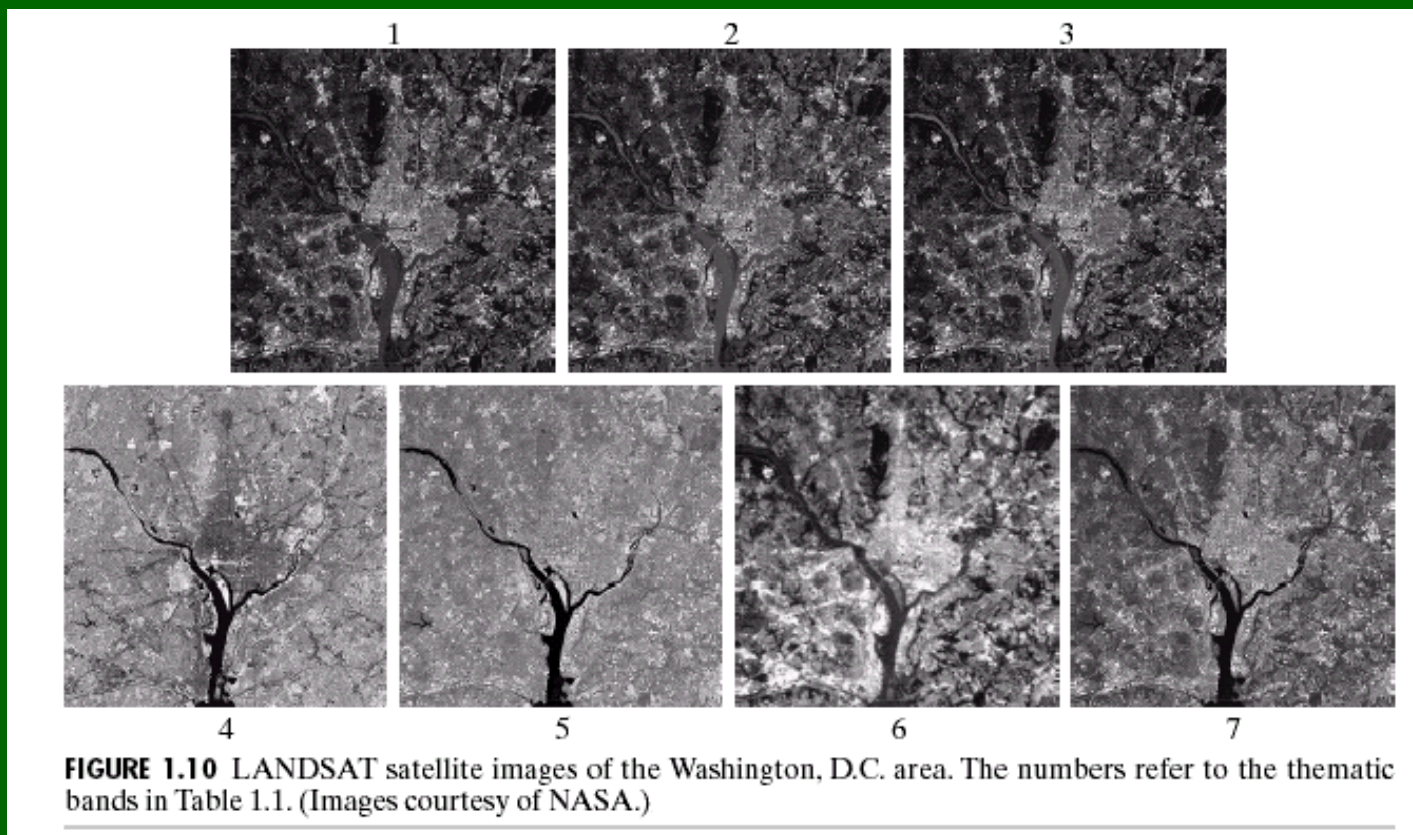 1 2 3
4 5 6 7
FIGURE 1.10 LANDSAT satellite images of the Washington, D.C. area. The numbers refer to the thematic
bands in Table 1.1. (Images courtesy of NASA.)